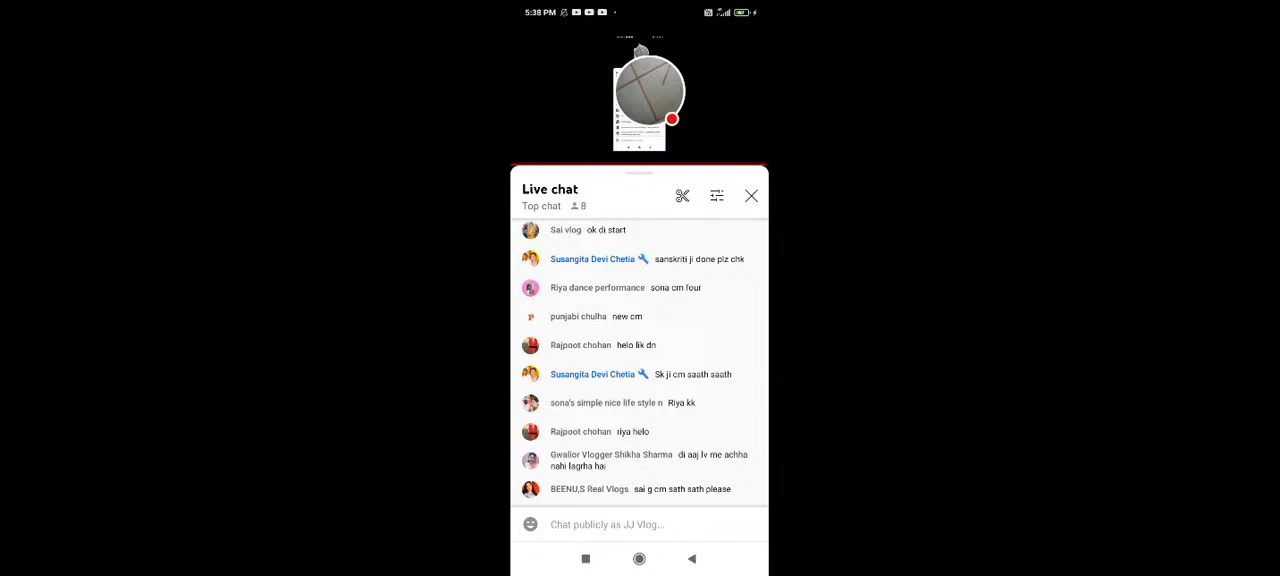 5:38 PM
Live chat
Top chat 8
Sai vlog ok di start
Susangita Devi Chetia sanskriti ji done plz chk
Riya dance performance sona cm four
punjabi chulha new cm
Rajpoot chohan helo lik dn
Susangita Devi Chetia Sk ji cm saath saath
sona's simple nice life style n Riya kk
Rajpoot chohan riya helo
Gwalior Vlogger Shikha Sharma di aaj lv me achha
nahi lagrha hai
BEENU,S Real Vlogs sai g cm sath sath please
Chat publicly as JJ Vlog...